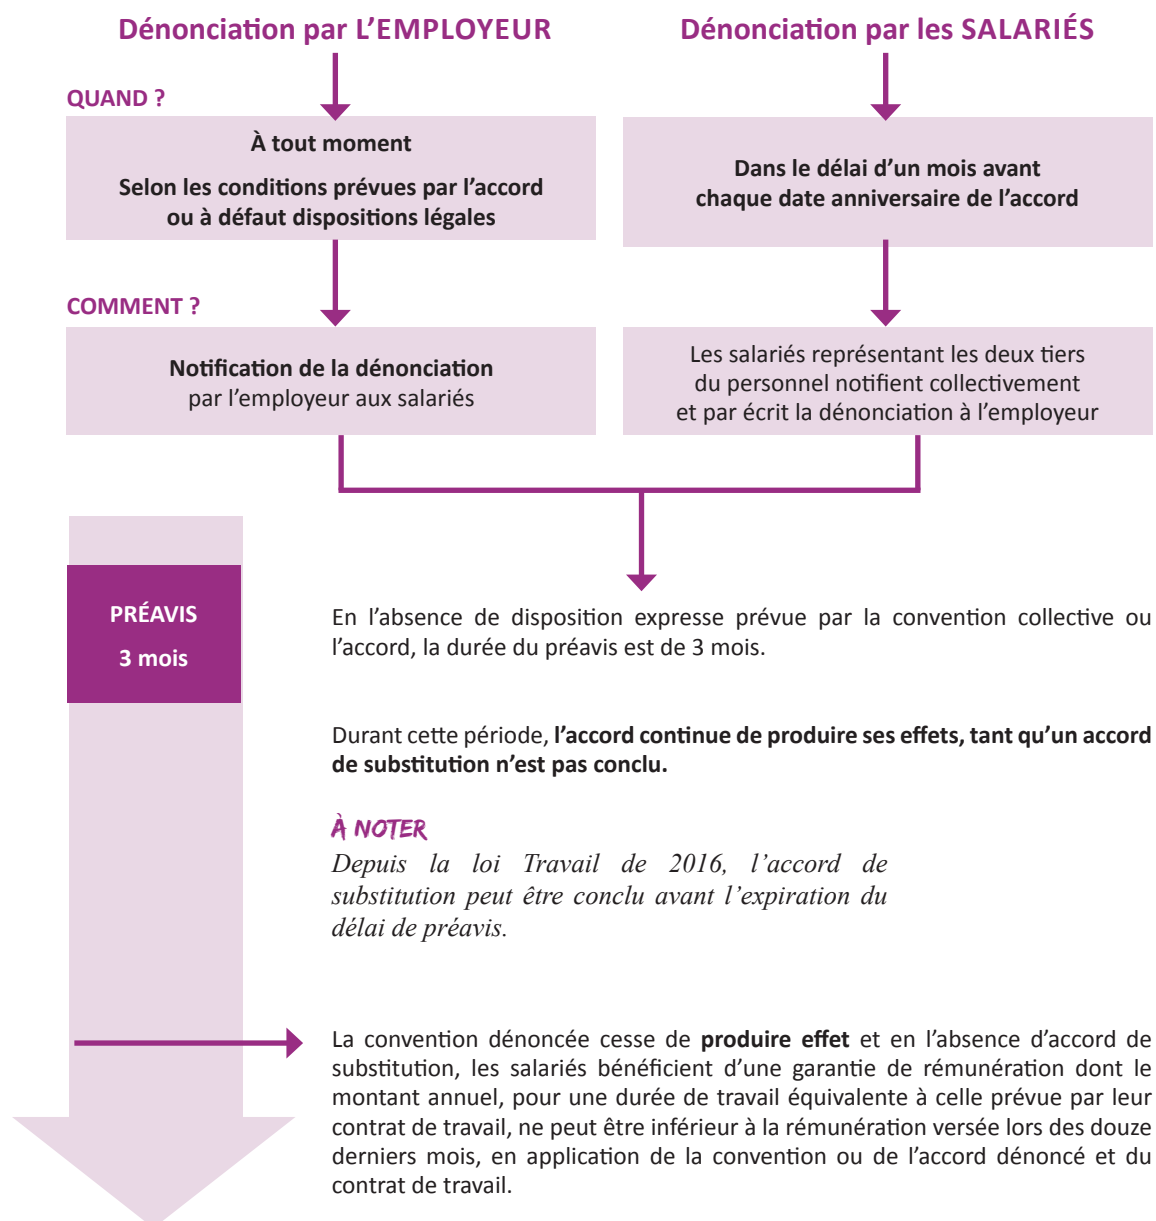 Dénonciation par L’EMPLOYEUR
Dénonciation par les SALARIÉS
QUAND ?
À tout moment
Selon les conditions prévues par l’accord
ou à défaut dispositions légales
Dans le délai d’un mois avant
chaque date anniversaire de l’accord
COMMENT ?
Notification de la dénonciation
par l’employeur aux salariés
Les salariés représentant les deux tiers
du personnel notifient collectivement
et par écrit la dénonciation à l’employeur
PRÉAVIS
3 mois
En l’absence de disposition expresse prévue par la convention collective ou
l’accord, la durée du préavis est de 3 mois.
Durant cette période, l’accord continue de produire ses effets, tant qu’un accord
de substitution n’est pas conclu.
À NOTER
Depuis la loi Travail de 2016, l’accord de
substitution peut être conclu avant l’expiration du
délai de préavis.
La convention dénoncée cesse de produire effet et en l’absence d’accord de
substitution, les salariés bénéficient d’une garantie de rémunération dont le
montant annuel, pour une durée de travail équivalente à celle prévue par leur
contrat de travail, ne peut être inférieur à la rémunération versée lors des douze
derniers mois, en application de la convention ou de l’accord dénoncé et du
contrat de travail.